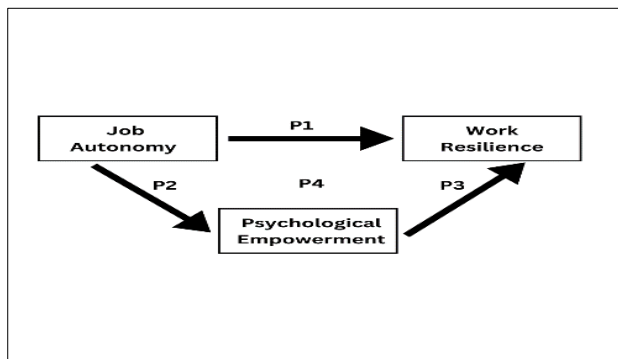 P1
Job
Autonomy
Work
Resilience
P2
P4
P3
Psychological
Empowerment